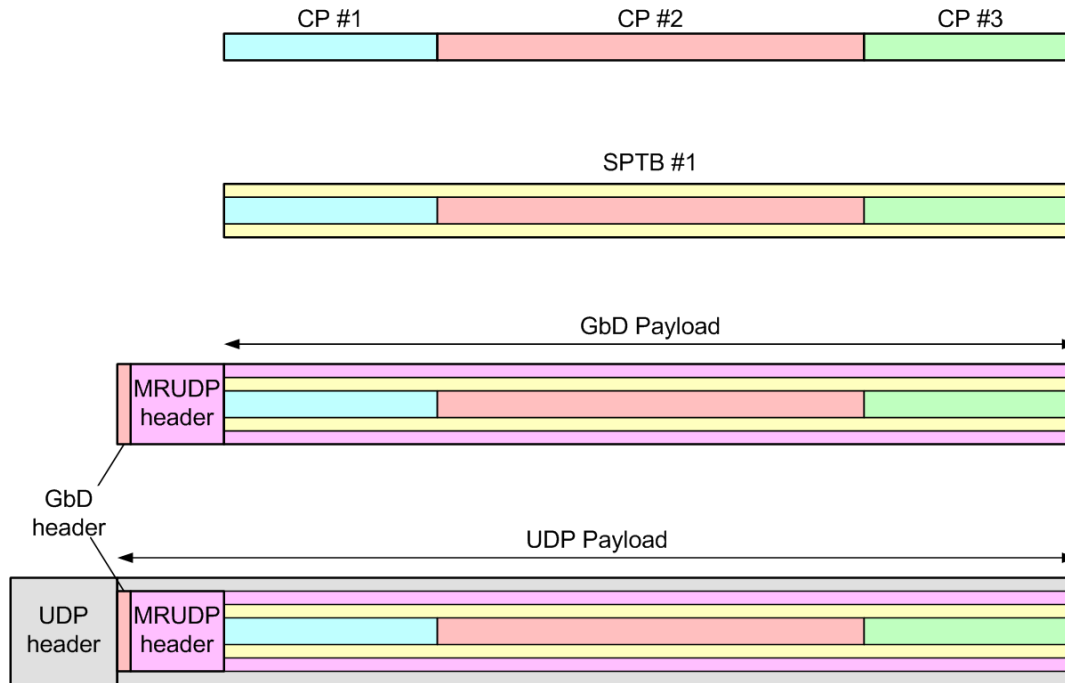 CP #1 CP #2 CP #3
SPTB #1
GbD Payload
MRUDP
header
GbD
header
UDP Payload
UDP
header
MRUDP
header